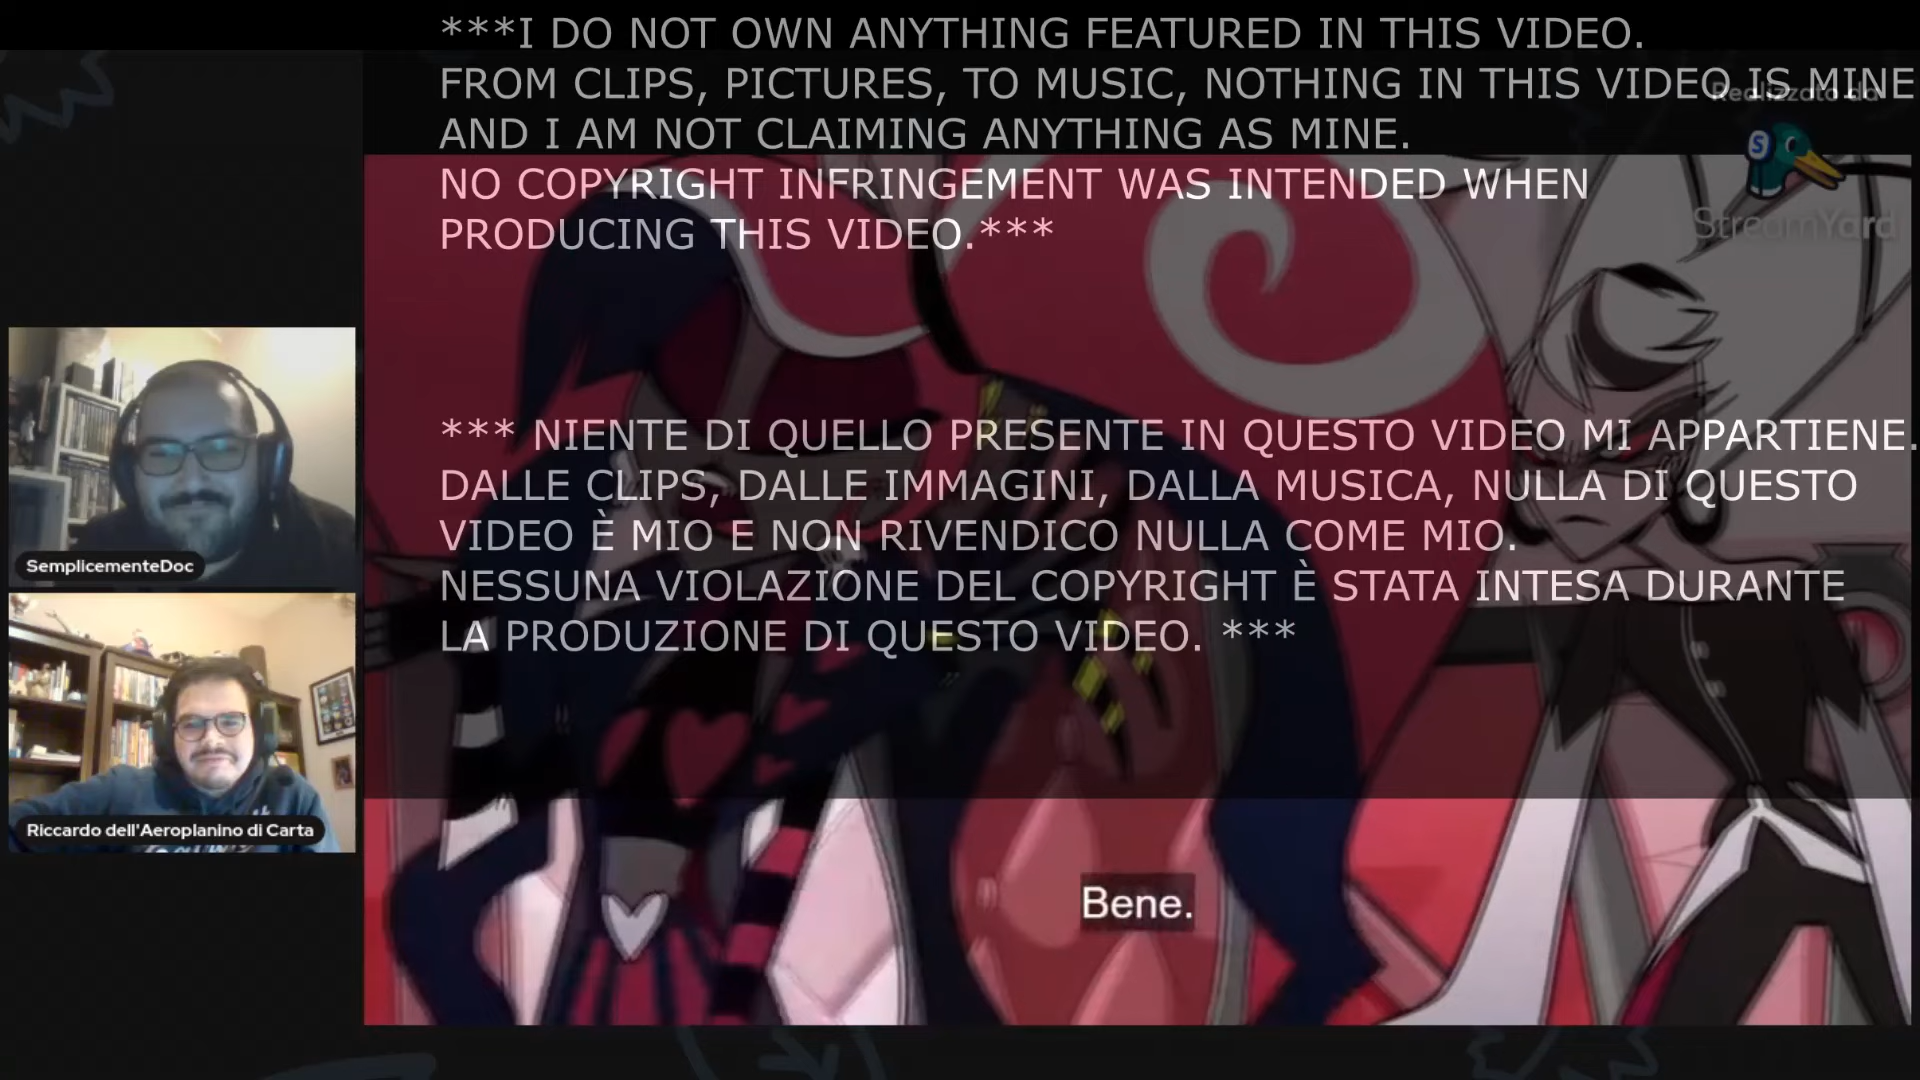 ***I DO NOT OWN ANYTHING FEATURED IN THIS VIDEO.
FROM CLIPS, PICTURES, TO MUSIC, NOTHING IN THIS VIDEO IS MINE
AND I AM NOT CLAIMING ANYTHING AS MINE.
NO COPYRIGHT INFRINGEMENT WAS INTENDED WHEN
PRODUCING THIS VIDEO.***
Realizzato da
S
StreamYard
*** NIENTE DI QUELLO PRESENTE IN QUESTO VIDEO MI APPARTIENE.
DALLE CLIPS, DALLE IMMAGINI, DALLA MUSICA, NULLA DI QUESTO
VIDEO È MIO E NON RIVENDICO NULLA COME MIO.
NESSUNA VIOLAZIONE DEL COPYRIGHT È STATA INTESA DURANTE
LA PRODUZIONE DI QUESTO VIDEO. ***
SemplicementeDoc
Riccardo dell'Aeroplanino di Carta
Bene.